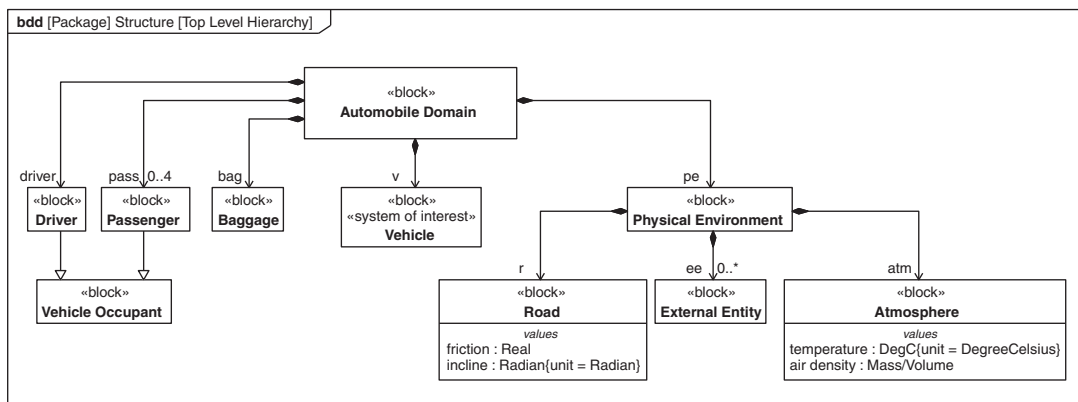 bdd [Package] Structure [Top Level Hierarchy]
«block»
Automobile Domain
driver
pass 0..4
bag
v
pe
«block»
Driver
«block»
Passenger
«block»
Baggage
«block»
«system of interest»
Vehicle
«block»
Physical Environment
r
ee 0..*
atm
«block»
Vehicle Occupant
«block»
Road
values
friction : Real
incline : Radian{unit = Radian}
«block»
External Entity
«block»
Atmosphere
values
temperature : DegC{unit = DegreeCelsius}
air density : Mass/Volume